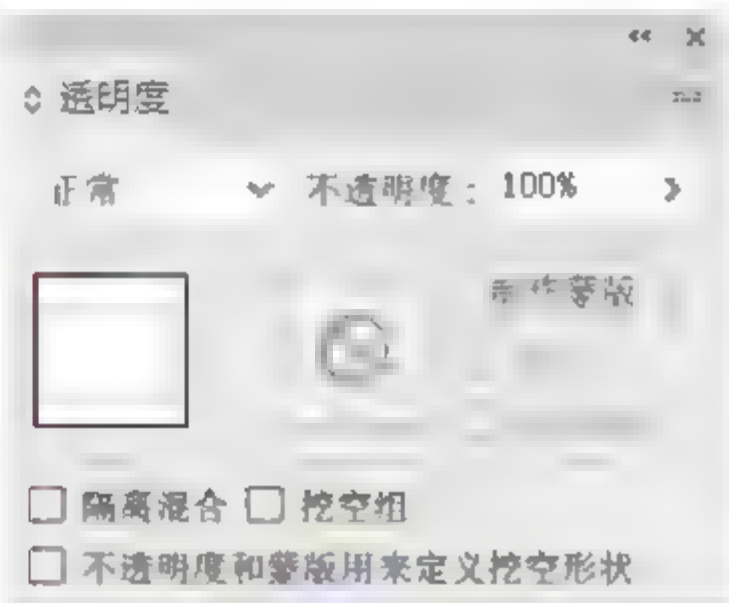 透明度
正常 不透明度: 100%
制作蒙版
隔离混合 挖空组
不透明度和蒙版用来定义挖空形状